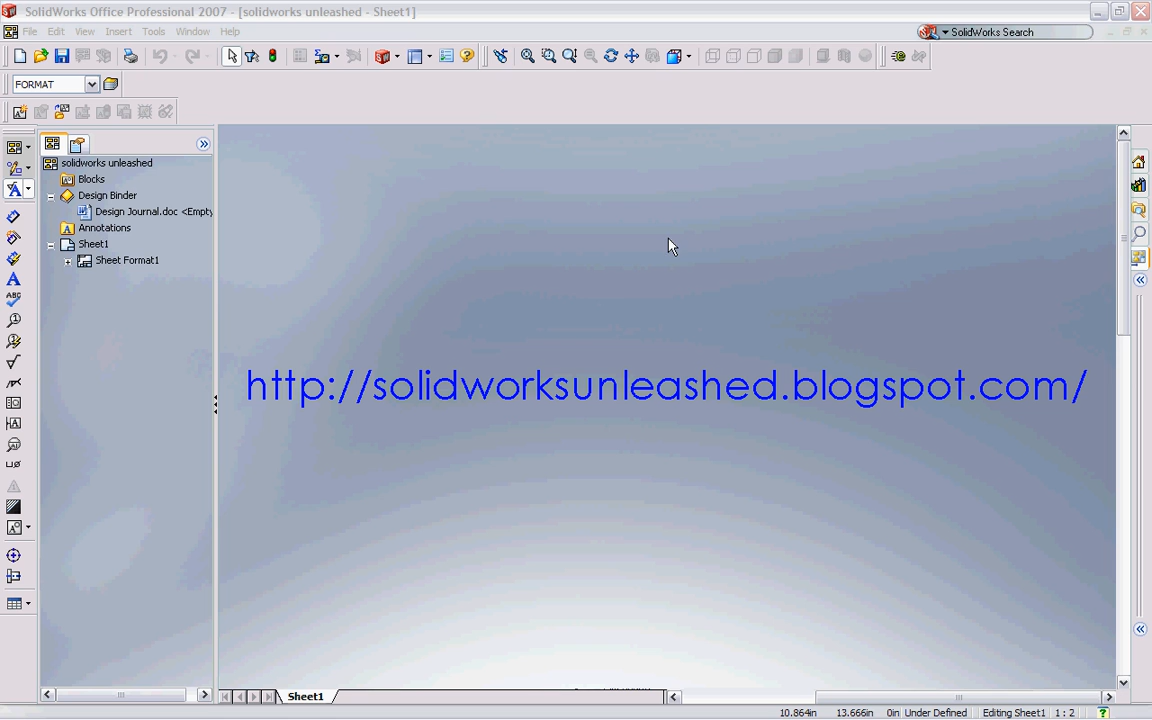 SolidWorks Office Professional 2007 - [solidworks unleashed - Sheet1]
File Edit View Insert Tools Window Help
SolidWorks Search
FORMAT
solidworks unleashed
Blocks
Design Binder
Design Journal.doc <Empty
Annotations
Sheet1
Sheet Format1
http://solidworksunleashed.blogspot.com/
Sheet1
10.864in 13.666in 0in Under Defined Editing Sheet1 1 : 2